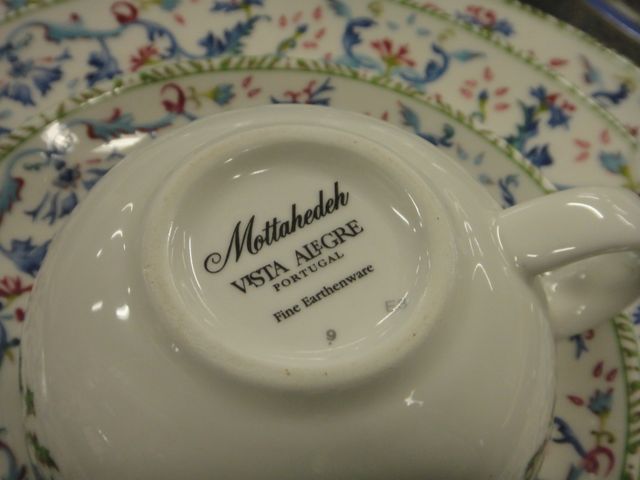 Mottahedeh
VISTA ALEGRE
PORTUGAL
Fine Earthenware
9